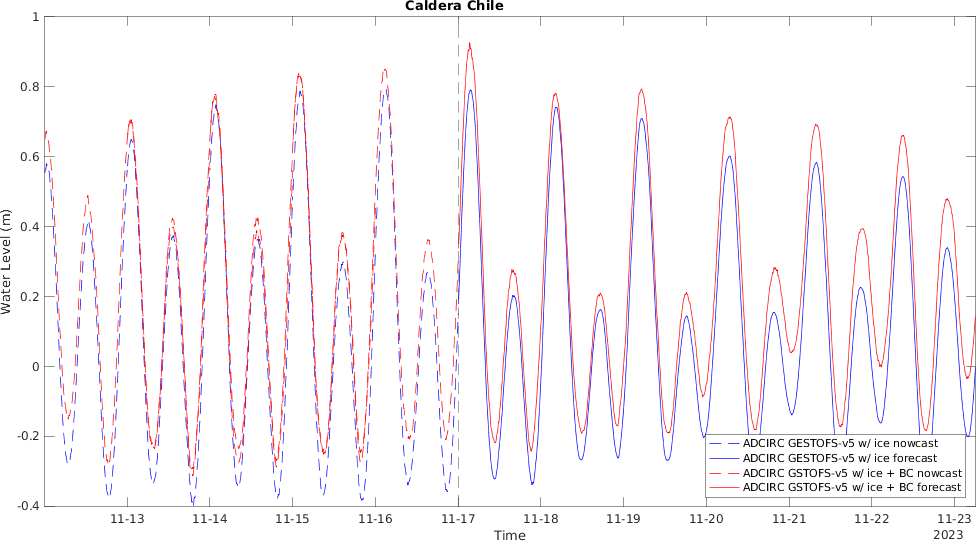 Caldera Chile
1
0.8
0.6
0.4
0.2
0
-0.2
-0.4
Water Level (m)
ADCIRC GESTOFS-v5 w/ ice nowcast
ADCIRC GESTOFS-v5 w/ ice forecast
ADCIRC GSTOFS-v5 w/ ice + BC nowcast
ADCIRC GSTOFS-v5 w/ ice + BC forecast
11-13 11-14 11-15 11-16 11-17 11-18 11-19 11-20 11-21 11-22 11-23
Time
2023